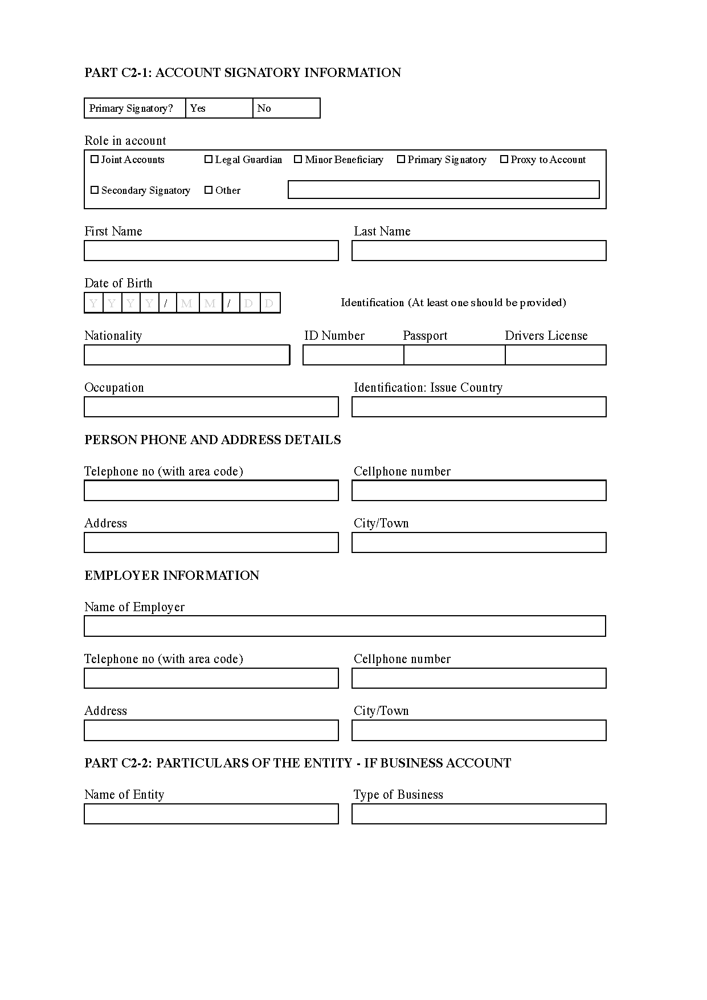 PART C2-1: ACCOUNT SIGNATORY INFORMATION
Primary Signatory? Yes No
Role in account
Joint Accounts Legal Guardian Minor Beneficiary Primary Signatory Proxy to Account
Secondary Signatory Other
First Name Last Name
Date of Birth
Y Y Y Y / M M / D D Identification (At least one should be provided)
Nationality ID Number Passport Drivers License
Occupation Identification: Issue Country
PERSON PHONE AND ADDRESS DETAILS
Telephone no (with area code) Cellphone number
Address City/Town
EMPLOYER INFORMATION
Name of Employer
Telephone no (with area code) Cellphone number
Address City/Town
PART C2-2: PARTICULARS OF THE ENTITY - IF BUSINESS ACCOUNT
Name of Entity Type of Business